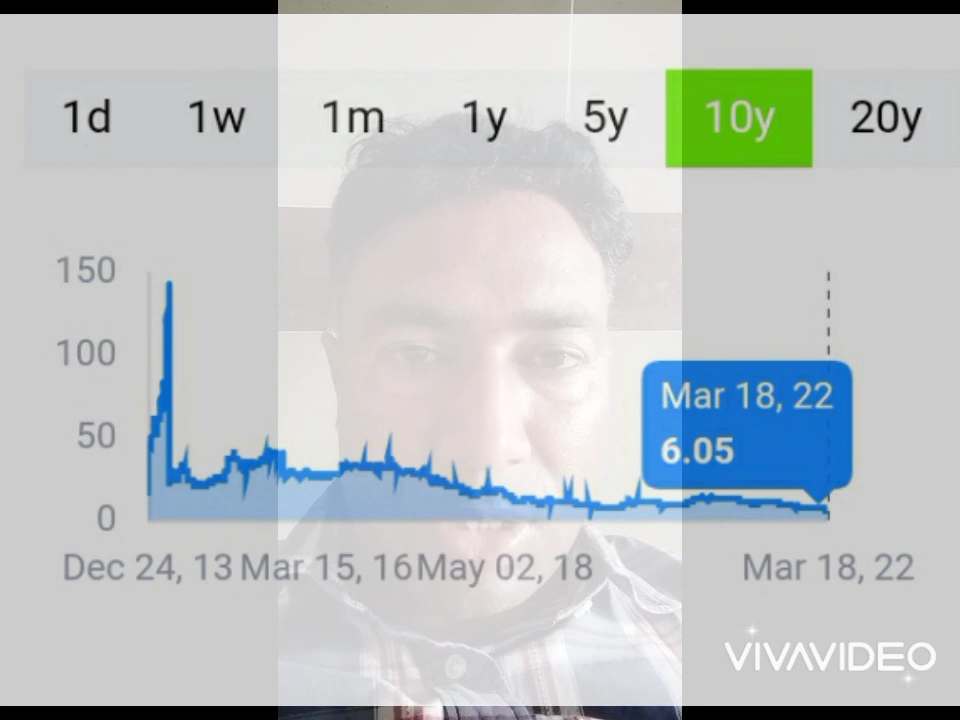 1d 1w 1m 1y 5y 10y 20y
150
100
50
0
Mar 18, 22
6.05
Dec 24, 13 Mar 15, 16 May 02, 18 Mar 18, 22
VIVAVIDEO